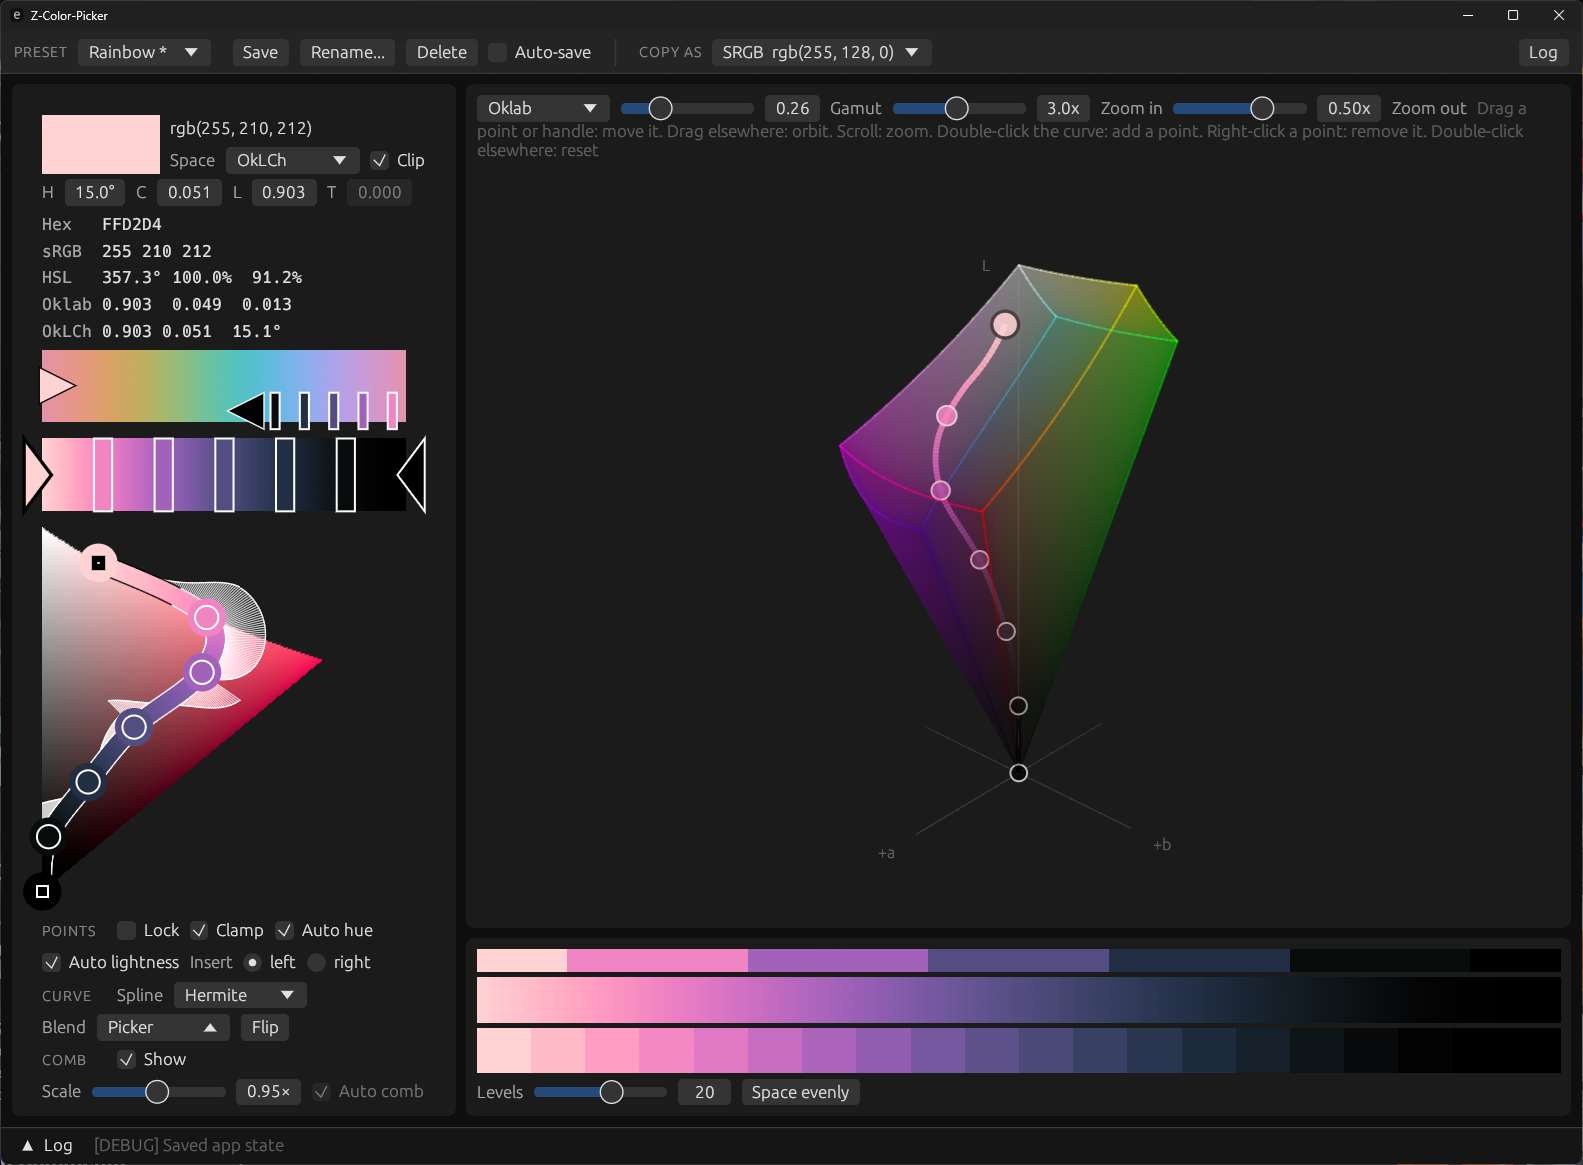 e Z-Color-Picker
PRESET Rainbow * Save Rename... Delete Auto-save COPY AS SRGB rgb(255, 128, 0) Log
rgb(255, 210, 212)
Space OkLCh Clip
H 15.0° C 0.051 L 0.903 T 0.000
Hex FFD2D4
sRGB 255 210 212
HSL 357.3° 100.0% 91.2%
Oklab 0.903 0.049 0.013
OkLCh 0.903 0.051 15.1°
POINTS Lock Clamp Auto hue
Auto lightness Insert left right
CURVE Spline Hermite
Blend Picker Flip
COMB Show
Scale 0.95× Auto comb
Oklab 0.26 Gamut 3.0x Zoom in 0.50x Zoom out Drag a
point or handle: move it. Drag elsewhere: orbit. Scroll: zoom. Double-click the curve: add a point. Right-click a point: remove it. Double-click
elsewhere: reset
L
+a
+b
Levels 20 Space evenly
Log [DEBUG] Saved app state